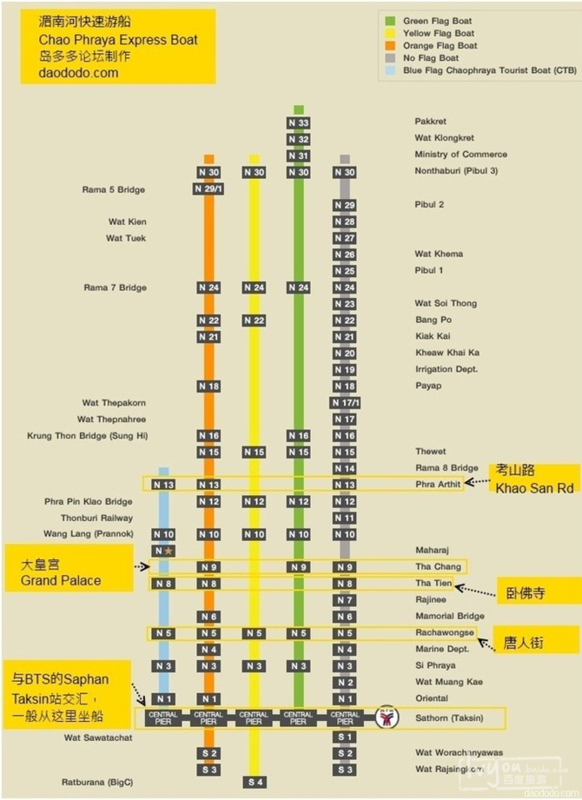 湄南河快速游船
Chao Phraya Express Boat
岛多多论坛制作
daododo.com
Green Flag Boat
Yellow Flag Boat
Orange Flag Boat
No Flag Boat
Blue Flag Chaophraya Tourist Boat (CTB)
N 33 Pakkret
N 32 Wat Klongkret
N 31 Ministry of Commerce
N 30 N 30 N 30 N 30 Nonthaburi (Pibul 3)
Rama 5 Bridge N 29/1
N 29 Pibul 2
Wat Kien N 28
Wat Tuek N 27
N 26 Wat Khema
N 25 Pibul 1
Rama 7 Bridge N 24 N 24 N 24 N 24
N 23 Wat Soi Thong
N 22 N 22 N 22 Bang Po
N 21 N 21 Kiak Kai
N 20 Kheaw Khai Ka
N 19 Irrigation Dept.
N 18 N 18 Payap
Wat Thepakorn N 17/1
Wat Thepnahree N 17
Krung Thon Bridge (Sung Hi) N 16 N 16 N 16
N 15 N 15 N 15 N 15 Thewet
N 14 Rama 8 Bridge
N 13 N 13 N 13 Phra Arthit
考山路
Khao San Rd
Phra Pin Klao Bridge N 12 N 12 N 12 N 12
Thonburi Railway N 11
Wang Lang (Prannok) N 10 N 10 N 10 N 10 N 10
N Maharaj
大皇宫
Grand Palace
N 9 N 9 N 9 Tha Chang
N 8 N 8 N 8 Tha Tien
卧佛寺
N 7 Rajinee
N 6 N 6 Mamorial Bridge
N 5 N 5 N 5 N 5 N 5 Rachawongse
唐人街
N 4 N 4 Marine Dept.
N 3 N 3 N 3 N 3 N 3 Si Phraya
N 2 Wat Muang Kae
N 1 N 1 N 1 Oriental
与BTS的Saphan
Taksin站交汇，
一般从这里坐船
CENTRAL PIER CENTRAL PIER CENTRAL PIER CENTRAL PIER CENTRAL PIER Sathorn (Taksin)
Wat Sawatachat S 1
S 2 S 2 Wat Worachanyawas
S 3 S 3 Wat Rajsingkorn
Ratburana (BigC) S 4
百度旅游
daododo.com